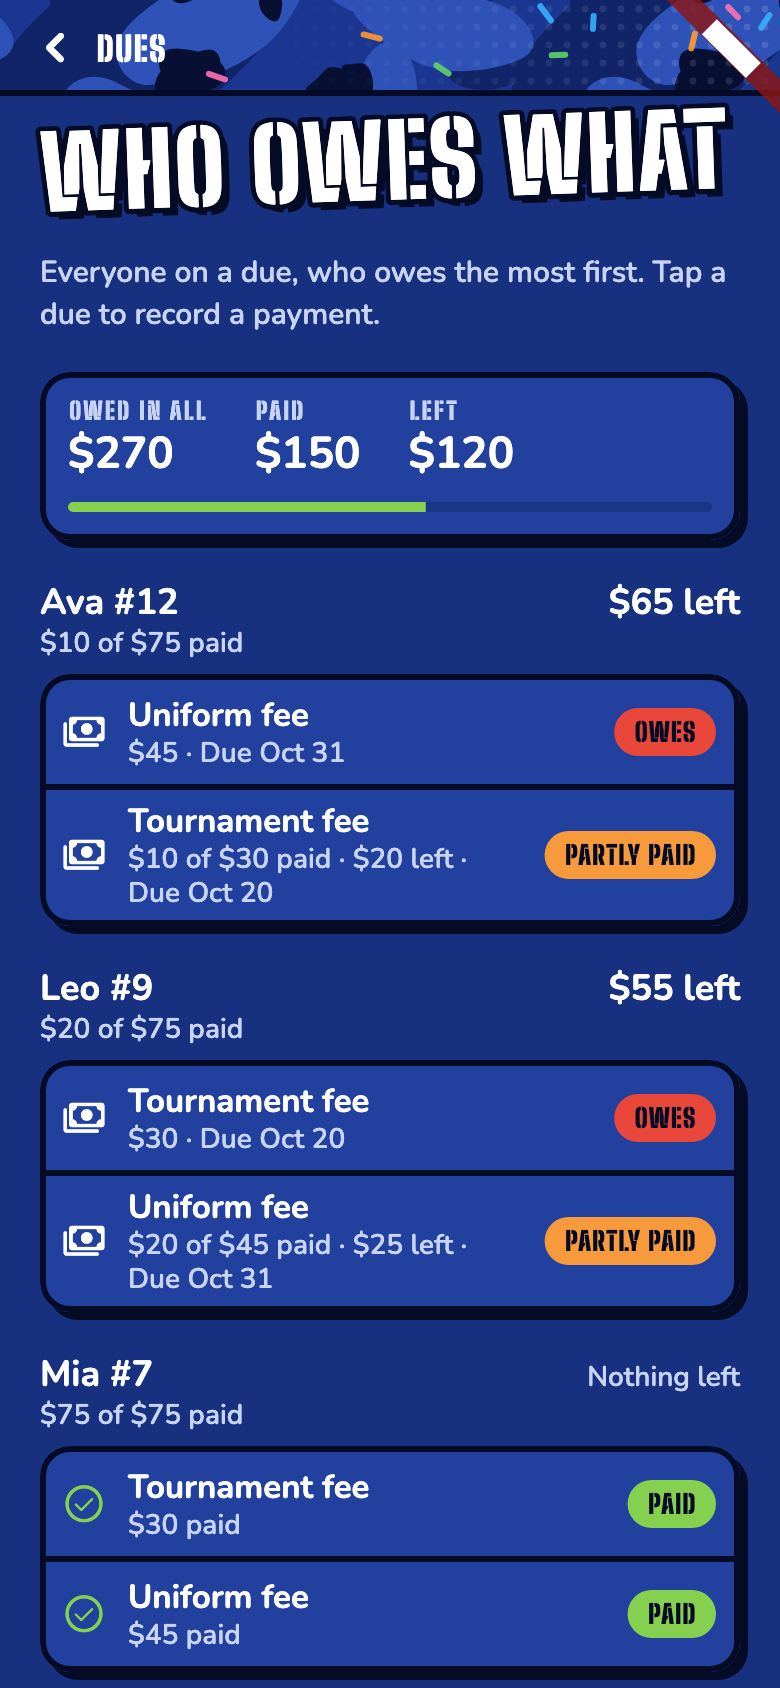 DUES
WHO OWES WHAT
Everyone on a due, who owes the most first. Tap a
due to record a payment.
OWED IN ALL PAID LEFT
$270 $150 $120
Ava #12 $65 left
$10 of $75 paid
Uniform fee
$45 · Due Oct 31
OWES
Tournament fee
$10 of $30 paid · $20 left ·
Due Oct 20
PARTLY PAID
Leo #9 $55 left
$20 of $75 paid
Tournament fee
$30 · Due Oct 20
OWES
Uniform fee
$20 of $45 paid · $25 left ·
Due Oct 31
PARTLY PAID
Mia #7 Nothing left
$75 of $75 paid
Tournament fee
$30 paid
PAID
Uniform fee
$45 paid
PAID